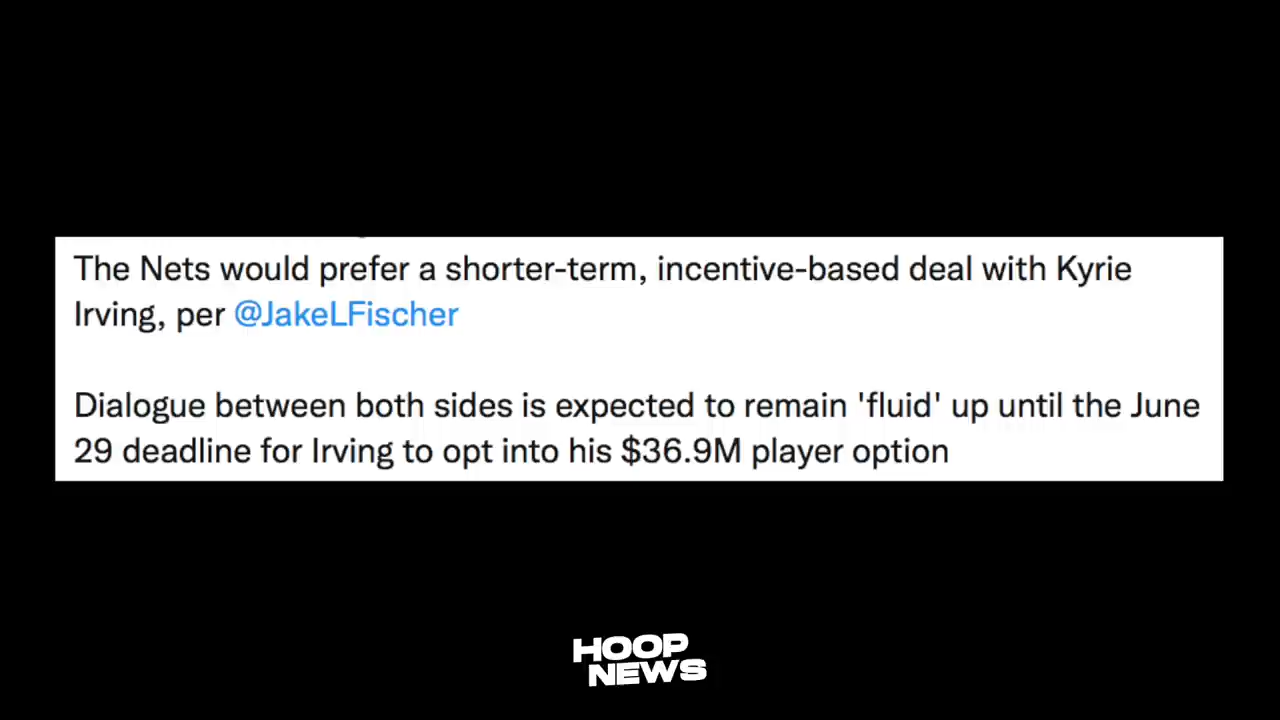 The Nets would prefer a shorter-term, incentive-based deal with Kyrie
Irving, per @JakeLFischer
Dialogue between both sides is expected to remain 'fluid' up until the June
29 deadline for Irving to opt into his $36.9M player option
HOOP
NEWS